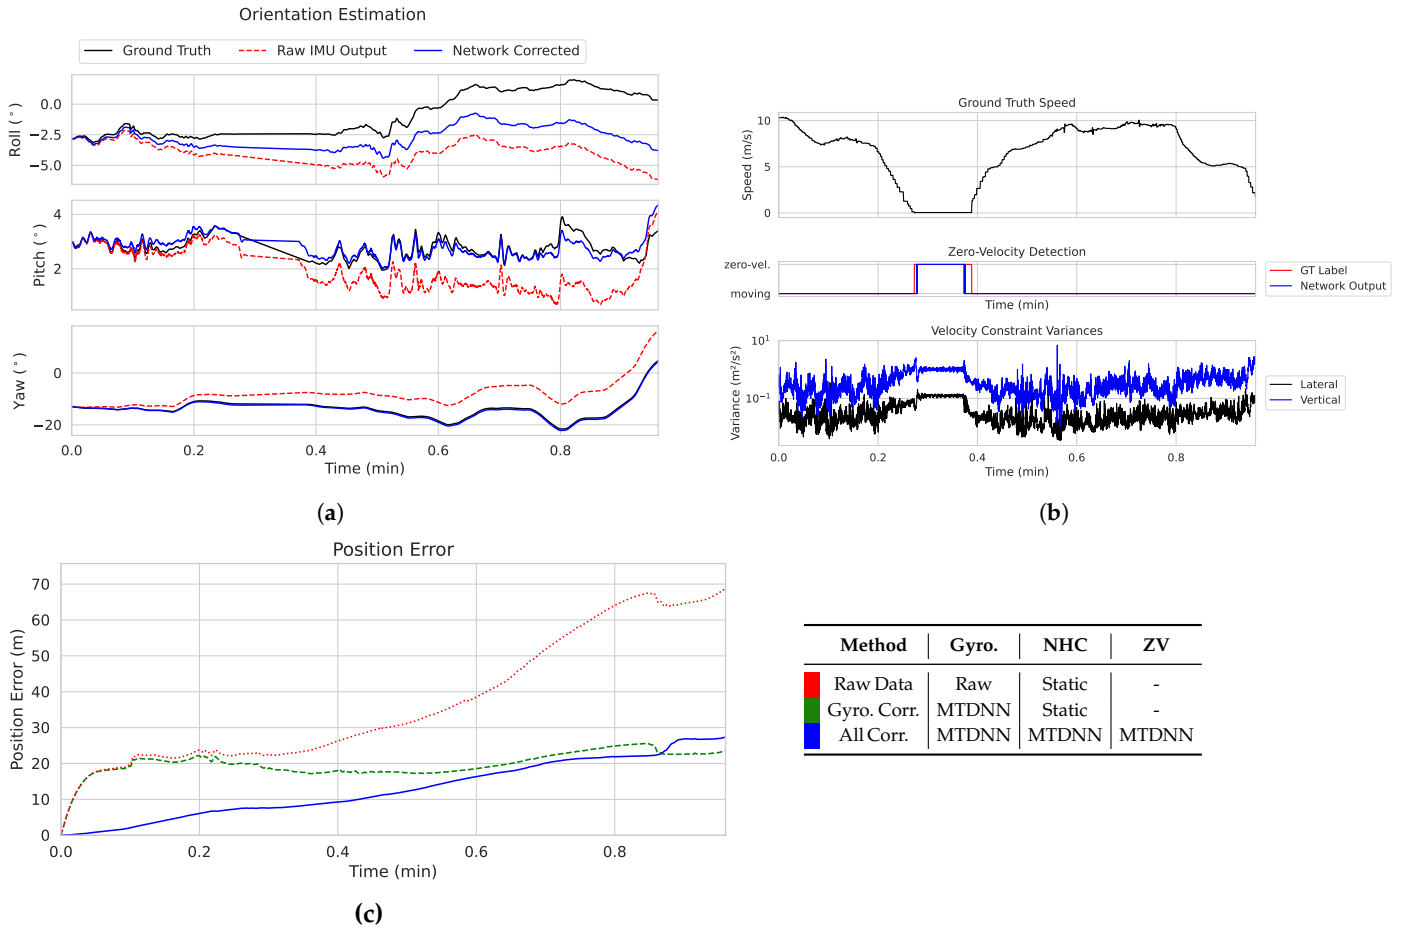 Orientation Estimation
Ground Truth Raw IMU Output Network Corrected
0.0
−2.5
−5.0
Roll (°)
4
2
Pitch (°)
0
−20
Yaw (°)
0.0 0.2 0.4 0.6 0.8
Time (min)
(a)
Ground Truth Speed
10
5
0
Speed (m/s)
Zero-Velocity Detection
zero-vel.
moving
Time (min)
GT Label
Network Output
Velocity Constraint Variances
10¹
10⁻¹
Variance (m²/s²)
Lateral
Vertical
0.0 0.2 0.4 0.6 0.8
Time (min)
(b)
Position Error
70
60
50
40
30
20
10
0
Position Error (m)
0.0 0.2 0.4 0.6 0.8
Time (min)
(c)
Method Gyro. NHC ZV
Raw Data Raw Static -
Gyro. Corr. MTDNN Static -
All Corr. MTDNN MTDNN MTDNN